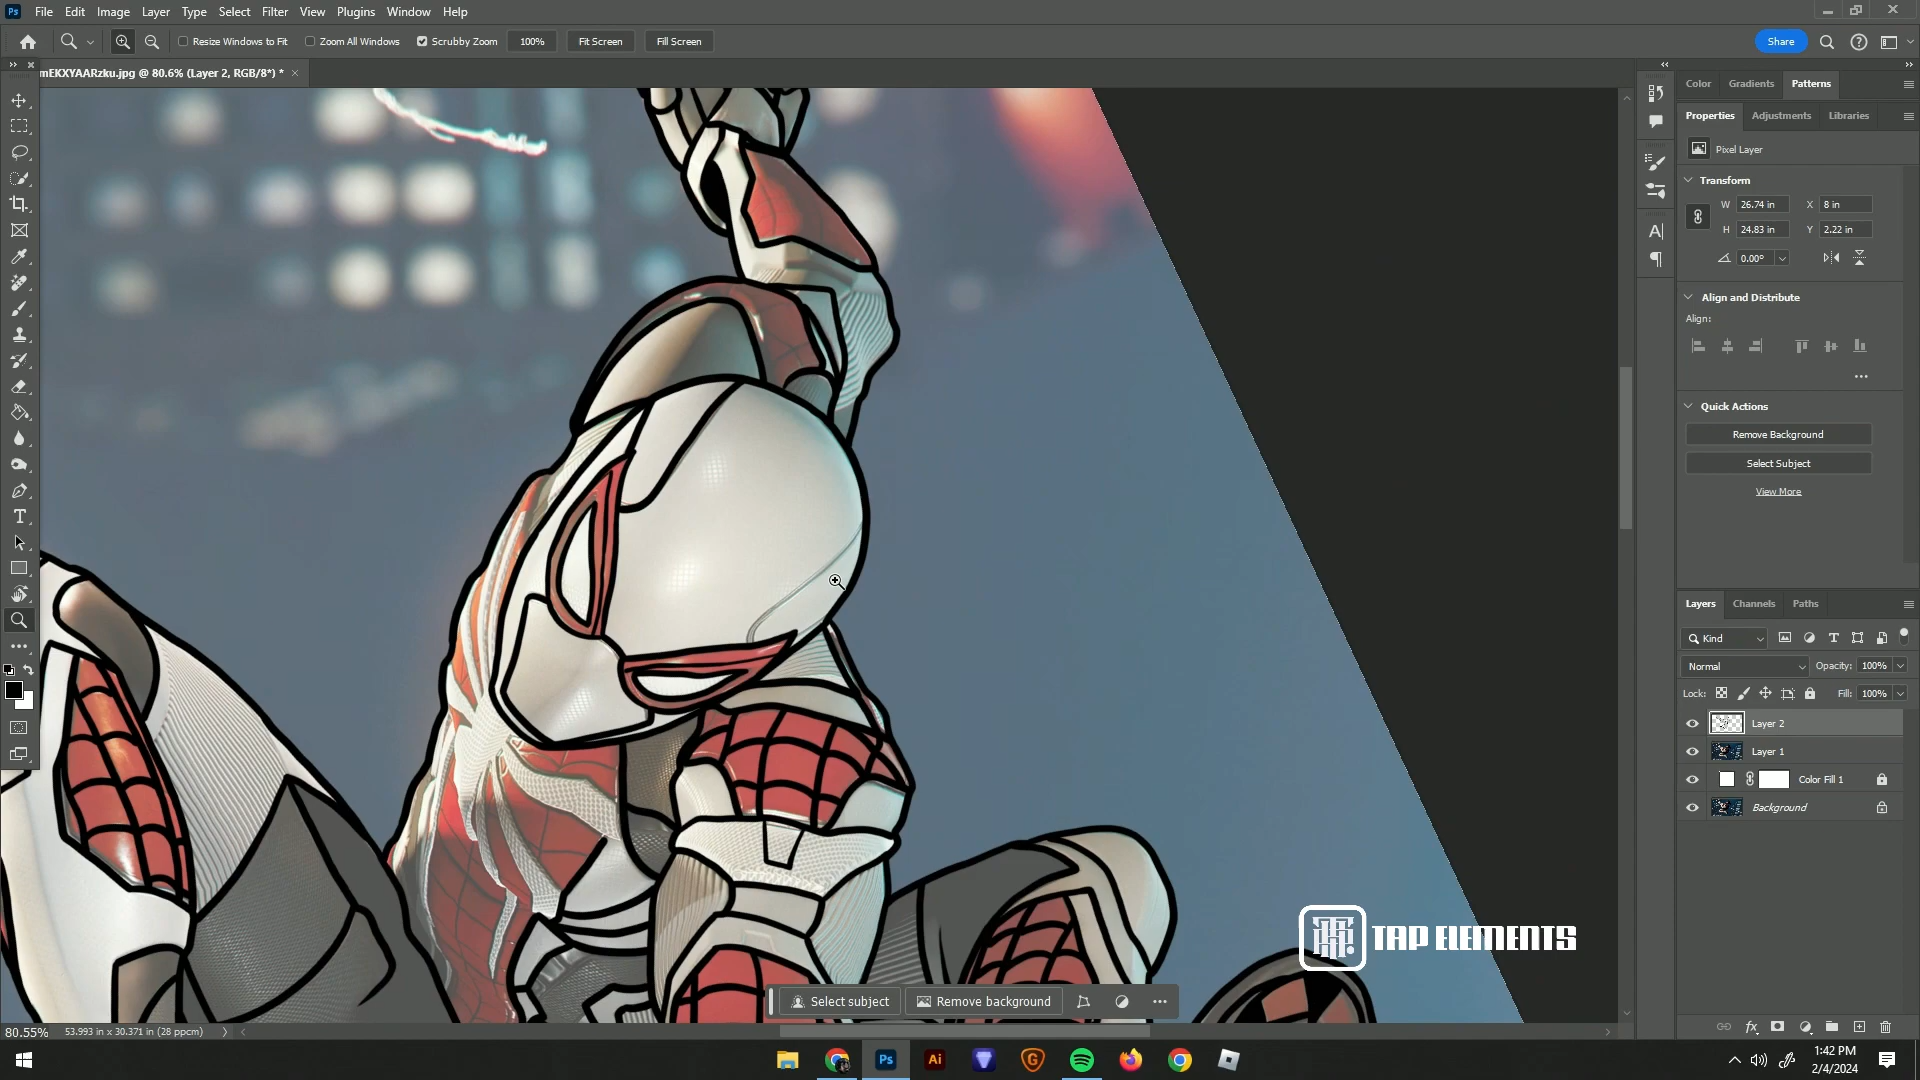 Ps File Edit Image Layer Type Select Filter View Plugins Window Help
Resize Windows to Fit Zoom All Windows Scrubby Zoom 100% Fit Screen Fill Screen Share
mEKXYAARzku.jpg @ 80.6% (Layer 2, RGB/8*) *
Color Gradients Patterns
Properties Adjustments Libraries
Pixel Layer
Transform
W 26.74 in X 8 in
H 24.83 in Y 2.22 in
0.00°
Align and Distribute
Align:
Quick Actions
Remove Background
Select Subject
View More
Layers Channels Paths
Kind
Normal Opacity: 100%
Lock: Fill: 100%
Layer 2
Layer 1
Color Fill 1
Background
TAP ELEMENTS
Select subject Remove background
80.55% 53.993 in x 30.371 in (28 ppcm)
Ps Ai
1:42 PM
2/4/2024